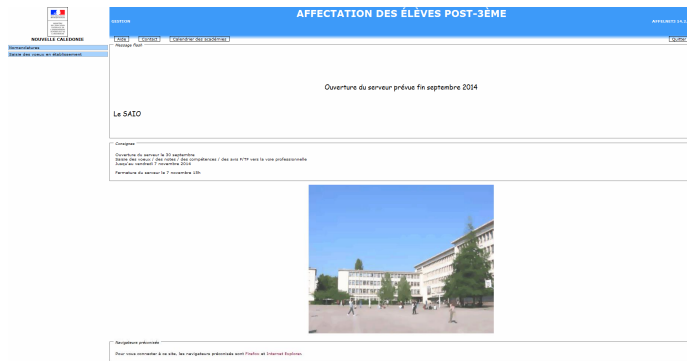 AFFECTATION DES ÉLÈVES POST-3ÈME
GESTION
NOUVELLE CALÉDONIE
Aide
Contact
Calendrier des académies
Quitter
Nomenclatures
Saisie des voeux en établissement
Message flash
Ouverture du serveur prévue fin septembre 2014
Le SAIO
Consignes
Ouverture du serveur le 30 septembre
Saisie des voeux / des notes / des compétences / des avis P/TF vers la voie professionnelle
Jusqu'au vendredi 7 novembre 2014
Fermeture du serveur le 7 novembre 15h
Navigateurs préconisés
Pour vous connecter à ce site, les navigateurs préconisés sont Firefox et Internet Explorer.